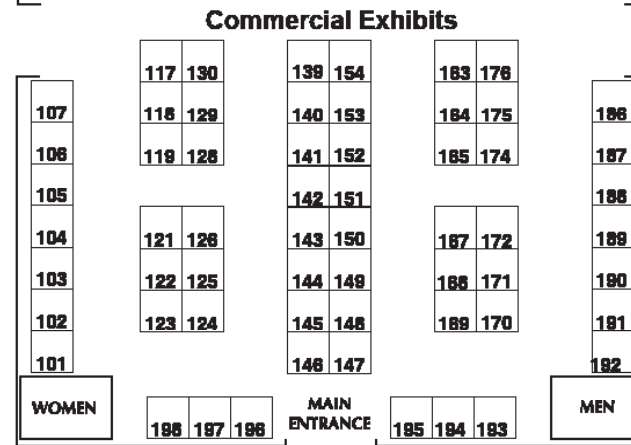 Commercial Exhibits
117 130 139 154 163 176
107 118 129 140 153 164 175 186
106 119 128 141 152 165 174 187
105 142 151 188
104 121 126 143 150 167 172 189
103 122 125 144 149 168 171 190
102 123 124 145 148 169 170 191
101 146 147 192
WOMEN 198 197 196 MAIN ENTRANCE 195 194 193 MEN